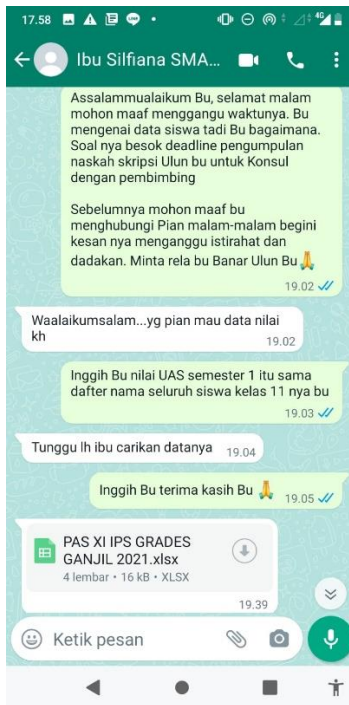 17.58
4G
Ibu Silfiana SMA...
Assalammualaikum Bu, selamat malam
mohon maaf menggangu waktunya. Bu
mengenai data siswa tadi Bu bagaimana.
Soal nya besok deadline pengumpulan
naskah skripsi Ulun bu untuk Konsul
dengan pembimbing
Sebelumnya mohon maaf bu
menghubungi Pian malam-malam begini
kesan nya menganggu istirahat dan
dadakan. Minta rela bu Banar Ulun Bu🙏
19.02
Waalaikumsalam...yg pian mau data nilai
kh
19.02
Inggih Bu nilai UAS semester 1 itu sama
dafter nama seluruh siswa kelas 11 nya bu
19.03
Tunggu lh ibu carikan datanya
19.04
Inggih Bu terima kasih Bu 🙏
19.05
PAS XI IPS GRADES
GANJIL 2021.xlsx
4 lembar • 16 kB • XLSX
19.39
Ketik pesan